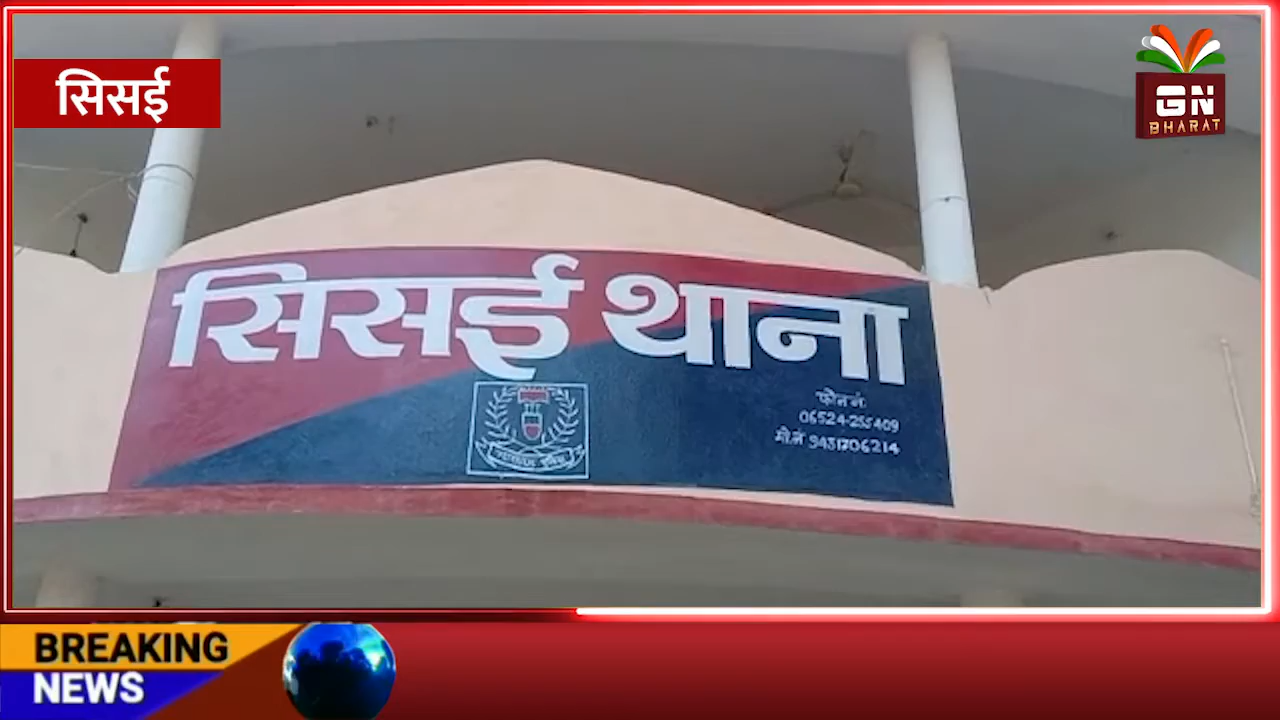 सिसई
GN
BHARAT
सिसई थाना
फोन नं
06524-255409
मो.नं 9431706214
BREAKING
NEWS